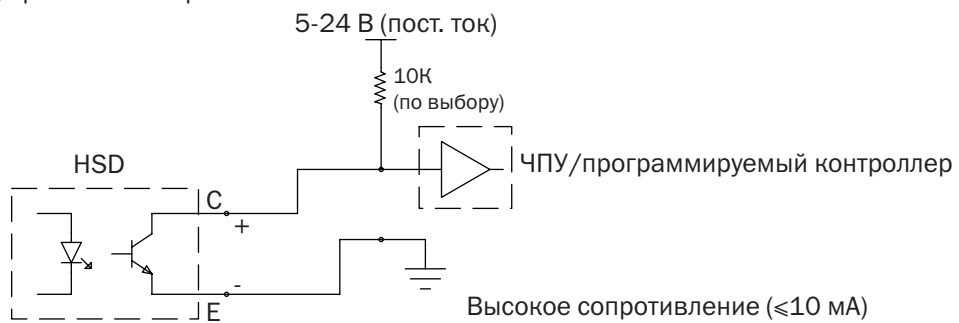 5-24 В (пост. ток)
10К
(по выбору)
HSD
ЧПУ/программируемый контроллер
C
+
-
E
Высокое сопротивление (⩽10 мА)